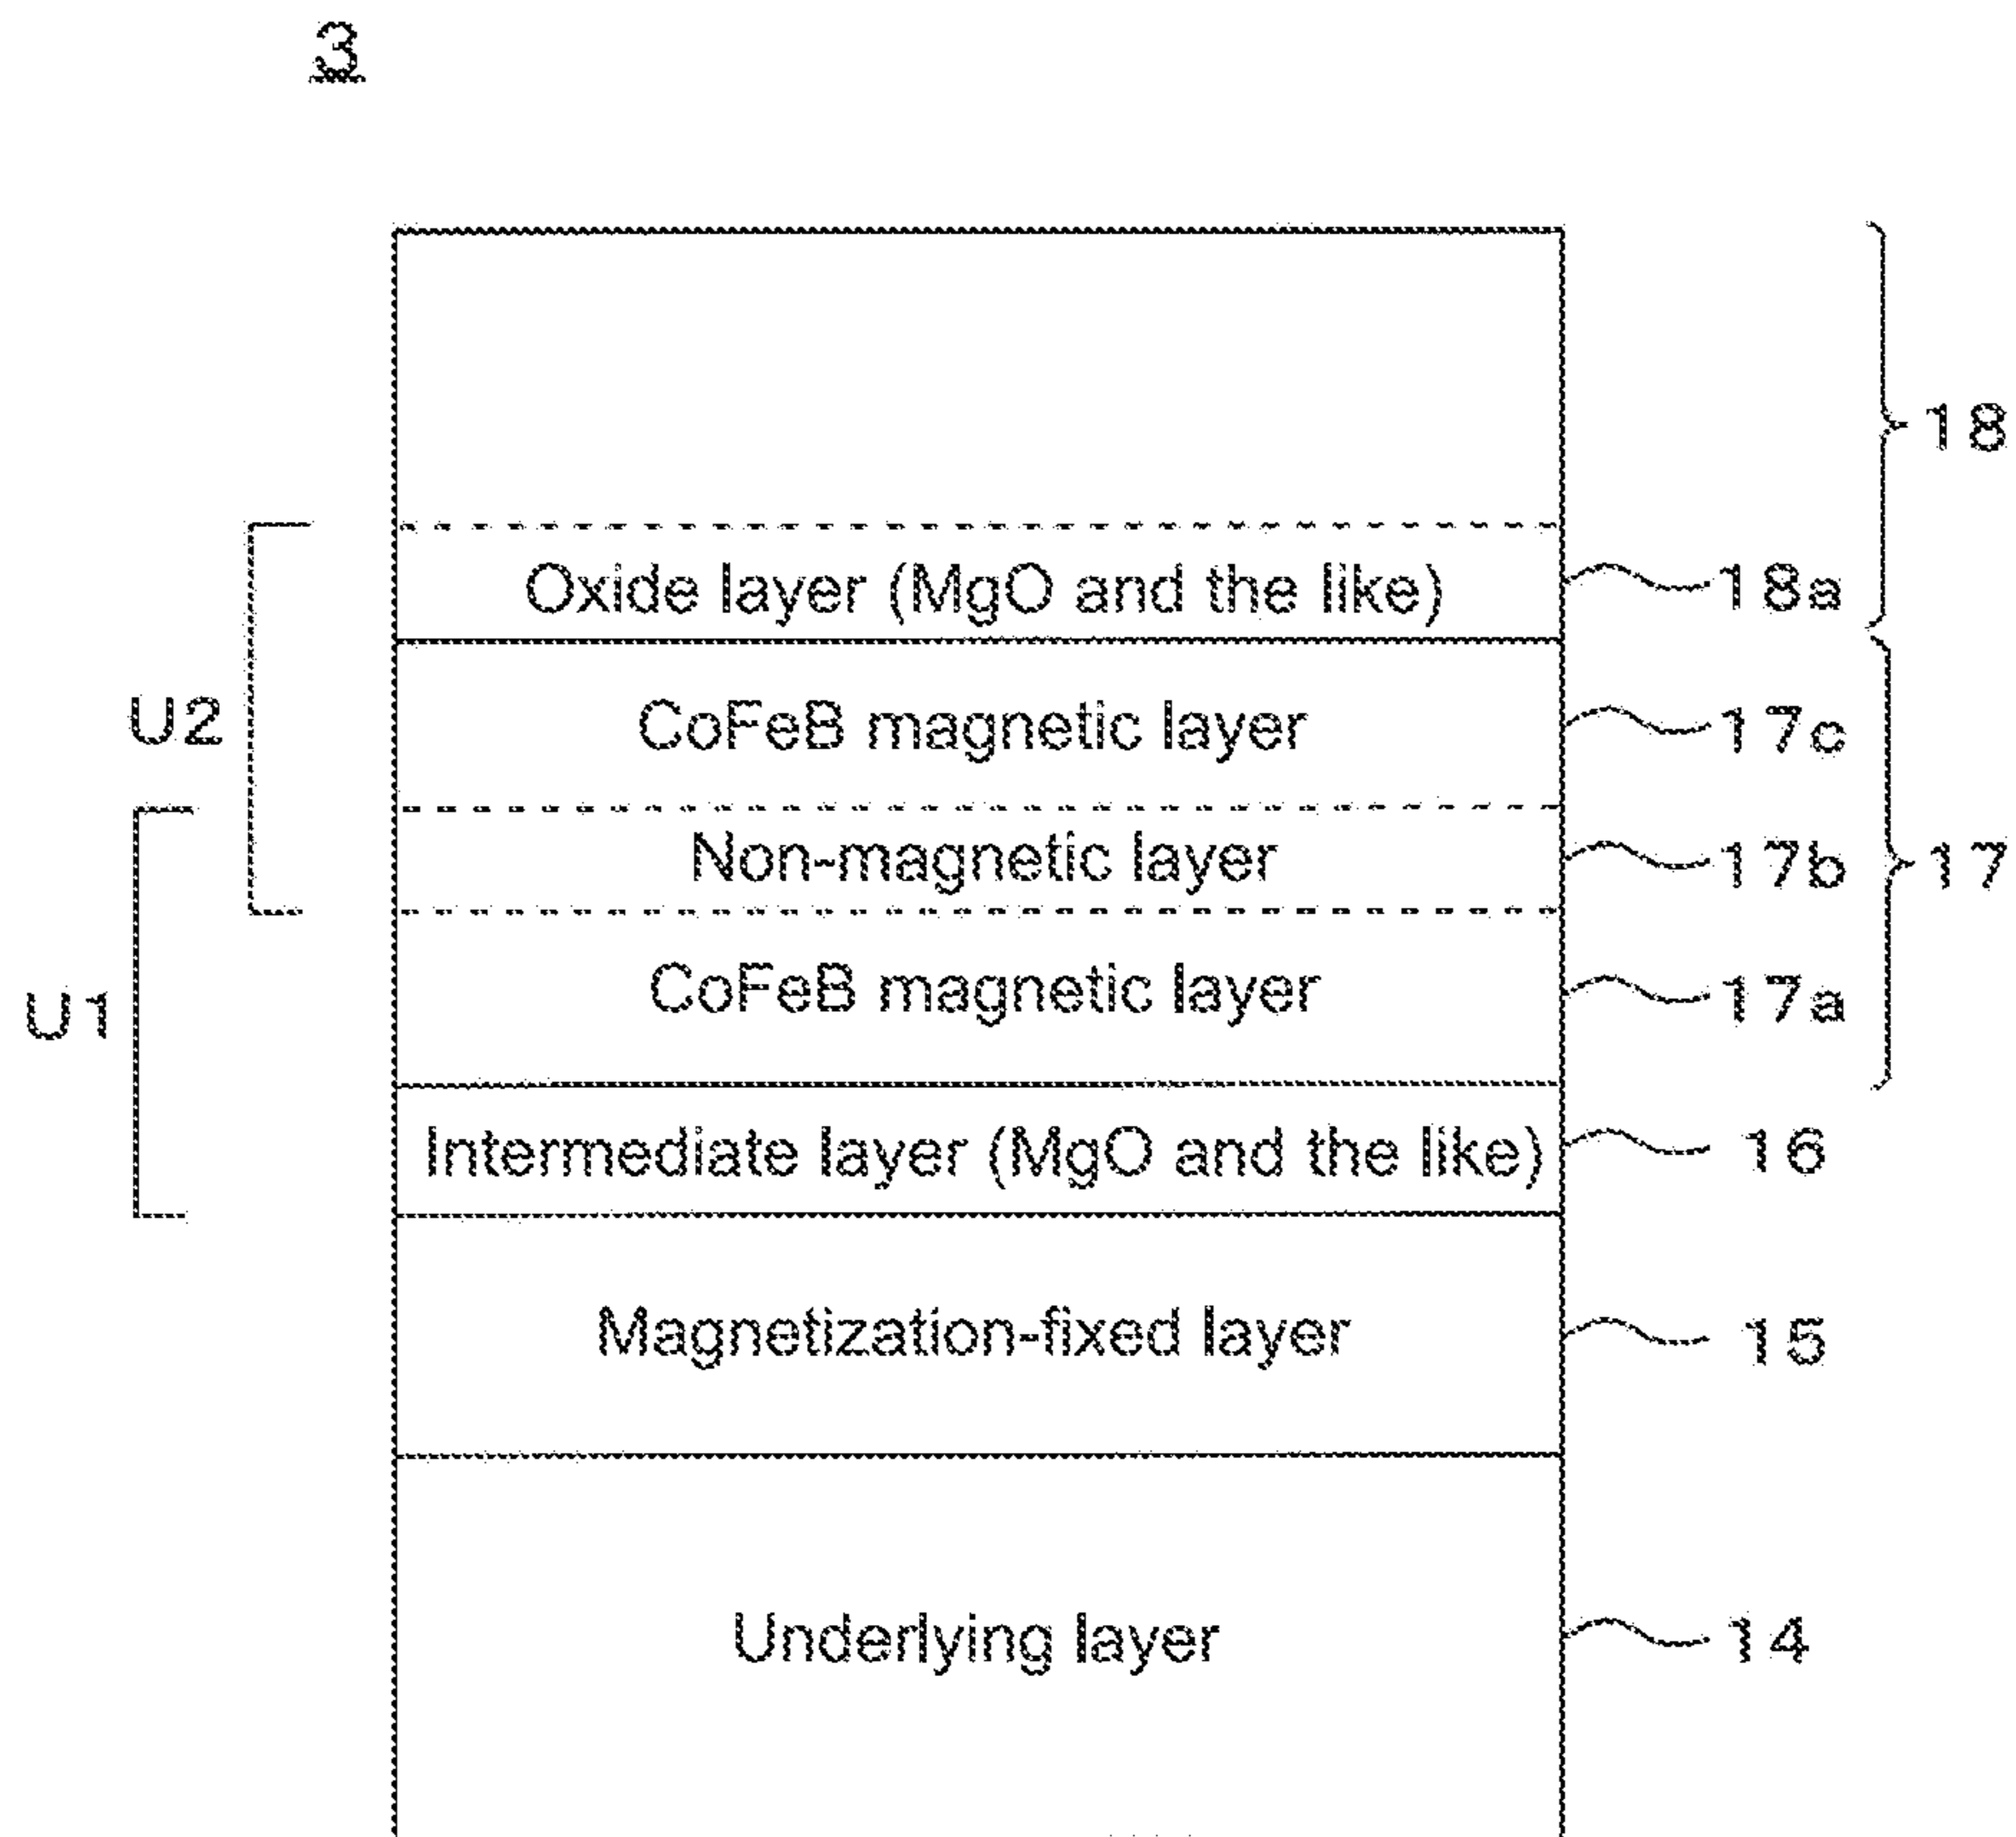 3
18
Oxide layer (MgO and the like)
18a
U2
CoFeB magnetic layer
17c
Non-magnetic layer
17b
17
CoFeB magnetic layer
17a
U1
Intermediate layer (MgO and the like)
16
Magnetization-fixed layer
15
Underlying layer
14